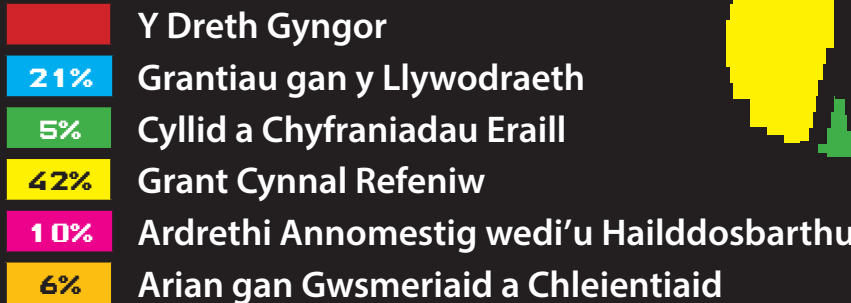 Y Dreth Gyngor
21% Grantiau gan y Llywodraeth
5% Cyllid a Chyfraniadau Eraill
42% Grant Cynnal Refeniw
10% Ardrethi Annomestig wedi'u Hailddosbarthu
6% Arian gan Gwsmeriaid a Chleientiaid